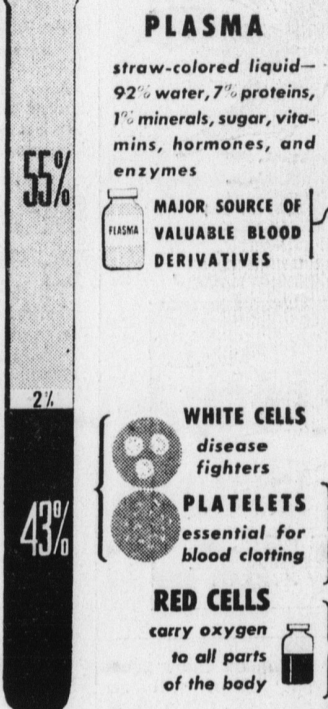 PLASMA
straw-colored liquid—
92% water, 7% proteins,
1% minerals, sugar, vita-
mins, hormones, and
enzymes
55%
PLASMA
MAJOR SOURCE OF
VALUABLE BLOOD
DERIVATIVES
2%
WHITE CELLS
disease
fighters
PLATELETS
essential for
blood clotting
43%
RED CELLS
carry oxygen
to all parts
of the body